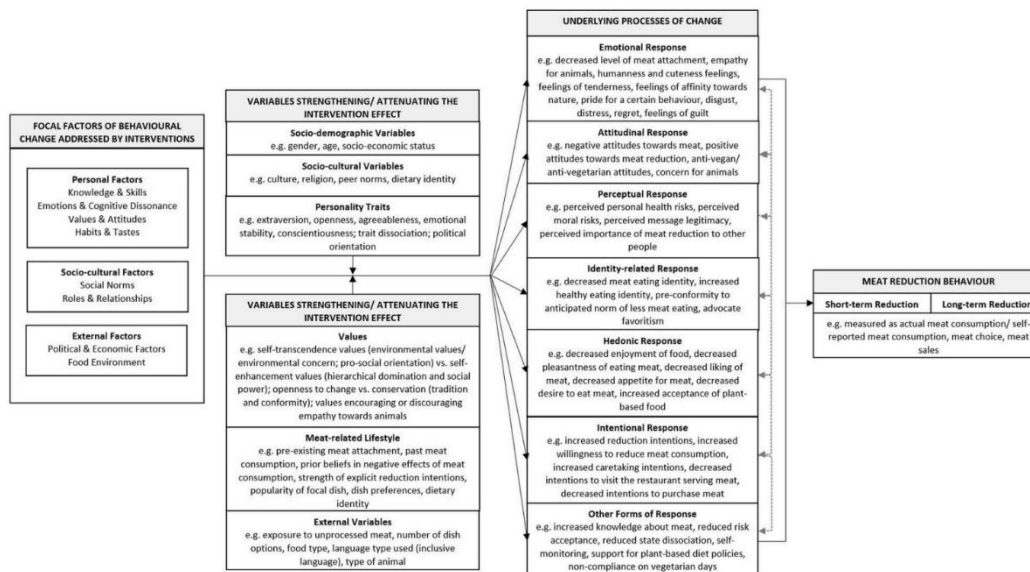 FOCAL FACTORS OF BEHAVIOURAL
CHANGE ADDRESSED BY INTERVENTIONS
Personal Factors
Knowledge & Skills
Emotions & Cognitive Dissonance
Values & Attitudes
Habits & Tastes
Socio-cultural Factors
Social Norms
Roles & Relationships
External Factors
Political & Economic Factors
Food Environment
VARIABLES STRENGTHENING/ ATTENUATING THE
INTERVENTION EFFECT
Socio-demographic Variables
e.g. gender, age, socio-economic status
Socio-cultural Variables
e.g. culture, religion, peer norms, dietary identity
Personality Traits
e.g. extraversion, openness, agreeableness, emotional
stability, conscientiousness; trait dissociation; political
orientation
VARIABLES STRENGTHENING/ ATTENUATING THE
INTERVENTION EFFECT
Values
e.g. self-transcendence values (environmental values/
environmental concern; pro-social orientation) vs. self-
enhancement values (hierarchical domination and social
power); openness to change vs. conservation (tradition
and conformity); values encouraging or discouraging
empathy towards animals
Meat-related Lifestyle
e.g. pre-existing meat attachment, past meat
consumption, prior beliefs in negative effects of meat
consumption, strength of explicit reduction intentions,
popularity of focal dish, dish preferences, dietary
identity
External Variables
e.g. exposure to unprocessed meat, number of dish
options, food type, language type used (inclusive
language), type of animal
UNDERLYING PROCESSES OF CHANGE
Emotional Response
e.g. decreased level of meat attachment, empathy
for animals, humanness and cuteness feelings,
feelings of tenderness, feelings of affinity towards
nature, pride for a certain behaviour, disgust,
distress, regret, feelings of guilt
Attitudinal Response
e.g. negative attitudes towards meat, positive
attitudes towards meat reduction, anti-vegan/
anti-vegetarian attitudes, concern for animals
Perceptual Response
e.g. perceived personal health risks, perceived
moral risks, perceived message legitimacy,
perceived importance of meat reduction to other
people
Identity-related Response
e.g. decreased meat eating identity, increased
healthy eating identity, pre-conformity to
anticipated norm of less meat eating, advocate
favoritism
Hedonic Response
e.g. decreased enjoyment of food, decreased
pleasantness of eating meat, decreased liking of
meat, decreased appetite for meat, decreased
desire to eat meat, increased acceptance of plant-
based food
Intentional Response
e.g. increased reduction intentions, increased
willingness to reduce meat consumption,
increased caretaking intentions, decreased
intentions to visit the restaurant serving meat,
decreased intentions to purchase meat
Other Forms of Response
e.g. increased knowledge about meat, reduced risk
acceptance, reduced state dissociation, self-
monitoring, support for plant-based diet policies,
non-compliance on vegetarian days
MEAT REDUCTION BEHAVIOUR
Short-term Reduction Long-term Reduction
e.g. measured as actual meat consumption/ self-
reported meat consumption, meat choice, meat
sales